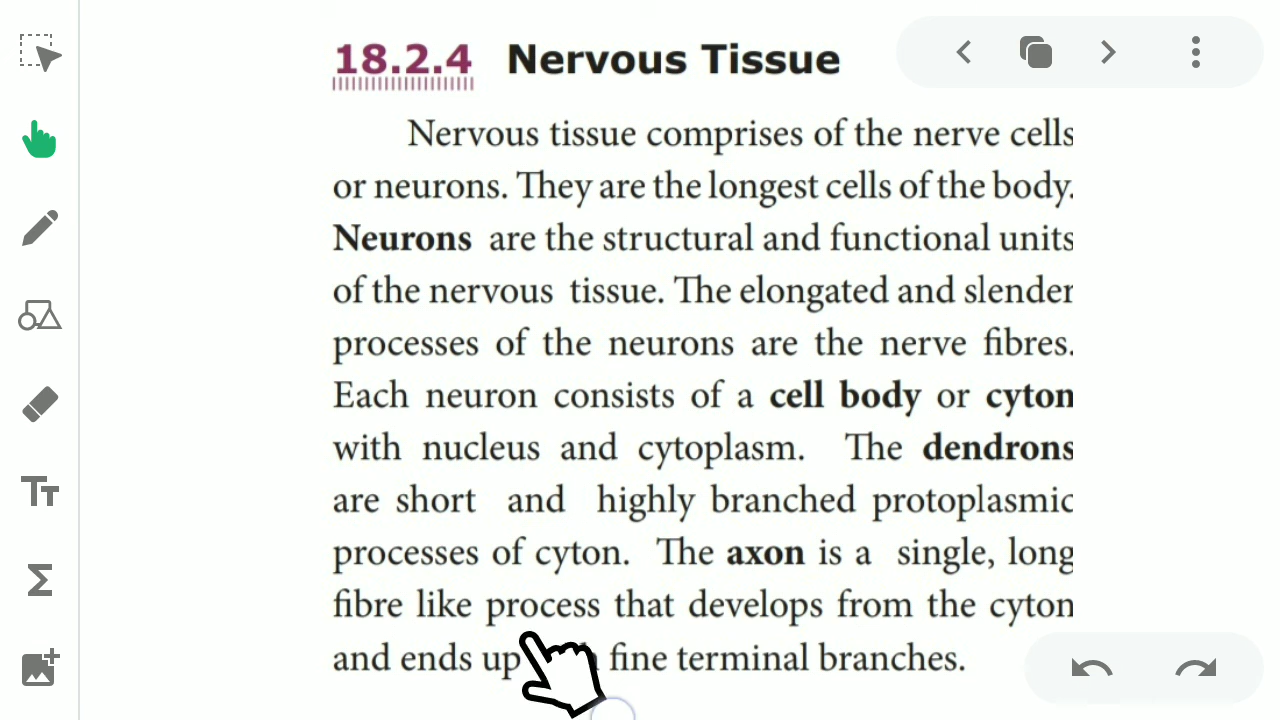 18.2.4 Nervous Tissue
Nervous tissue comprises of the nerve cells
or neurons. They are the longest cells of the body.
Neurons are the structural and functional units
of the nervous tissue. The elongated and slender
processes of the neurons are the nerve fibres.
Each neuron consists of a cell body or cyton
with nucleus and cytoplasm. The dendrons
are short and highly branched protoplasmic
processes of cyton. The axon is a single, long
fibre like process that develops from the cyton
and ends up fine terminal branches.